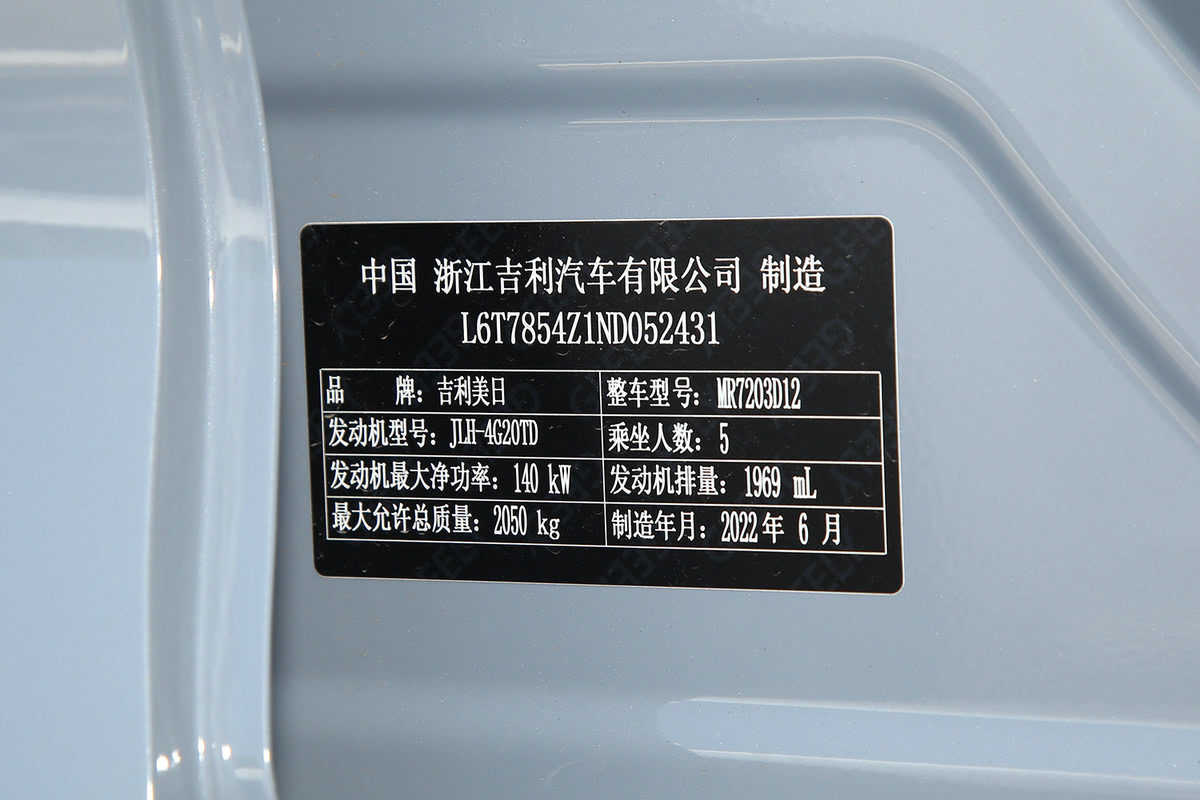 中国 浙江吉利汽车有限公司 制造
L6T7854Z1ND052431
品 牌：吉利美日 整车型号：MR7203D12
发动机型号：JLH-4G20TD 乘坐人数：5
发动机最大净功率：140 kW 发动机排量：1969 mL
最大允许总质量：2050 kg 制造年月：2022年 6 月